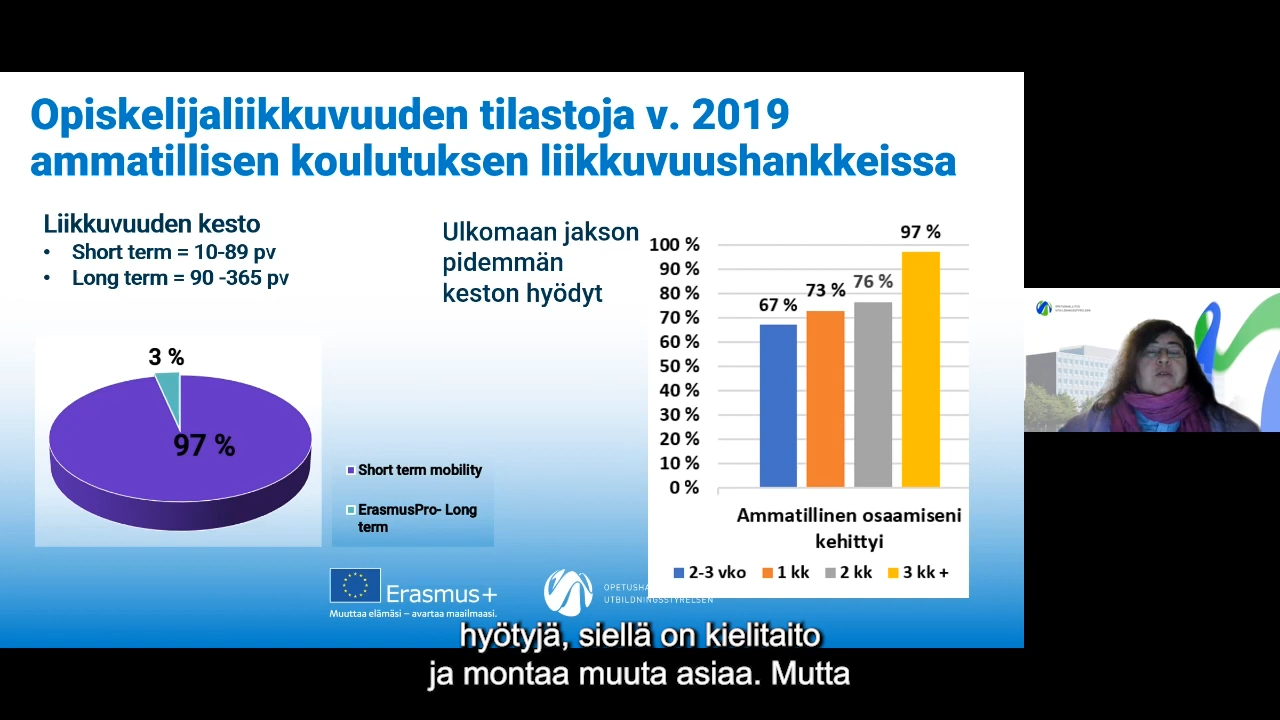 Opiskelijaliikkuvuuden tilastoja v. 2019
ammatillisen koulutuksen liikkuvuushankkeissa
Liikkuvuuden kesto
• Short term = 10-89 pv
• Long term = 90 -365 pv
3 %
97 %
Short term mobility
ErasmusPro- Long
term
Ulkomaan jakson
pidemmän
keston hyödyt
100 %
90 %
80 %
70 %
60 %
50 %
40 %
30 %
20 %
10 %
0 %
67 %
73 %
76 %
97 %
Ammatillinen osaamiseni
kehittyi
2-3 vko
1 kk
2 kk
3 kk +
Erasmus+
Muuttaa elämäsi – avartaa maailmaasi.
UTBILDNINGSSTYRELSEN
hyötyjä, siellä on kielitaito
ja montaa muuta asiaa. Mutta